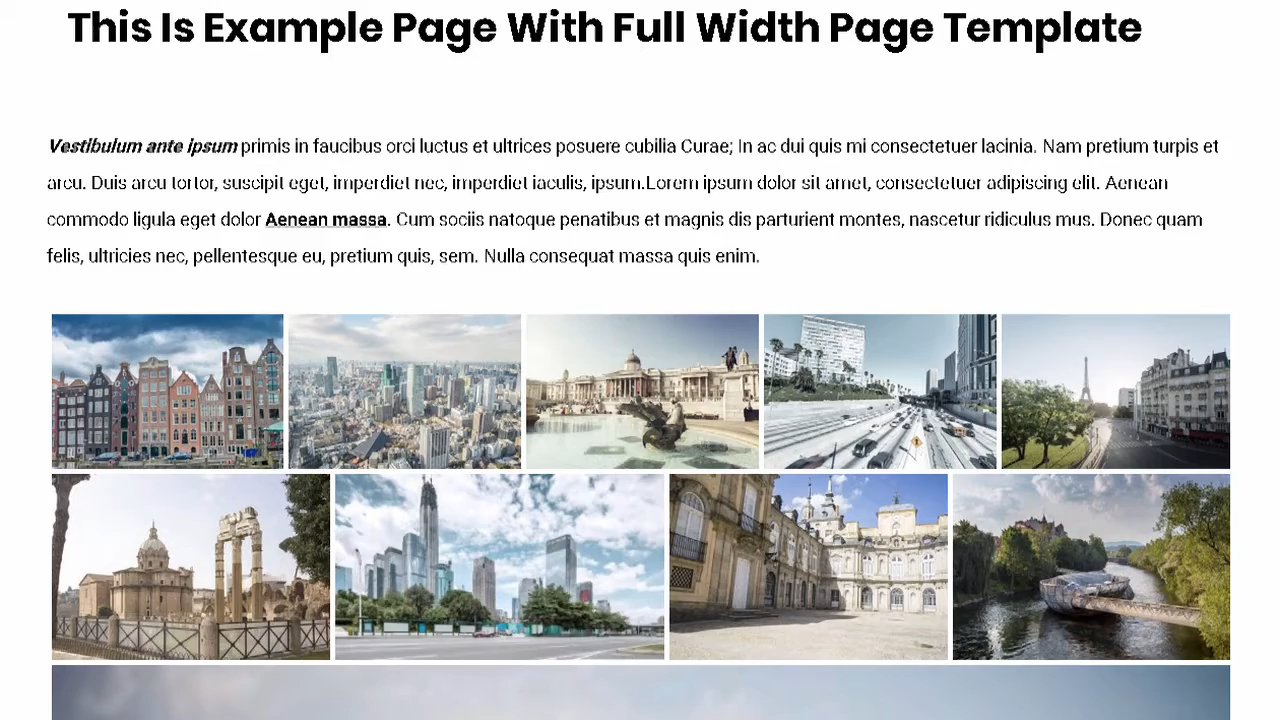 This Is Example Page With Full Width Page Template
Vestibulum ante ipsum primis in faucibus orci luctus et ultrices posuere cubilia Curae; In ac dui quis mi consectetuer lacinia. Nam pretium turpis et
arcu. Duis arcu tortor, suscipit eget, imperdiet nec, imperdiet iaculis, ipsum.Lorem ipsum dolor sit amet, consectetuer adipiscing elit. Aenean
commodo ligula eget dolor Aenean massa. Cum sociis natoque penatibus et magnis dis parturient montes, nascetur ridiculus mus. Donec quam
felis, ultricies nec, pellentesque eu, pretium quis, sem. Nulla consequat massa quis enim.